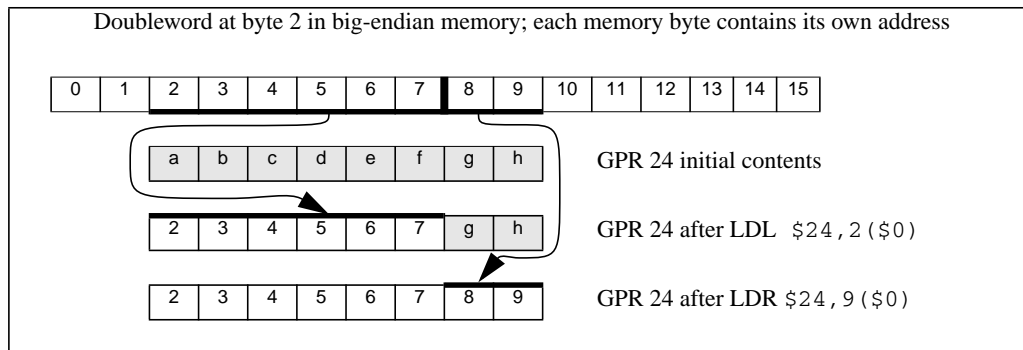 Doubleword at byte 2 in big-endian memory; each memory byte contains its own address
0 1 2 3 4 5 6 7 8 9 10 11 12 13 14 15
a b c d e f g h GPR 24 initial contents
2 3 4 5 6 7 g h GPR 24 after LDL $24,2($0)
2 3 4 5 6 7 8 9 GPR 24 after LDR $24,9($0)